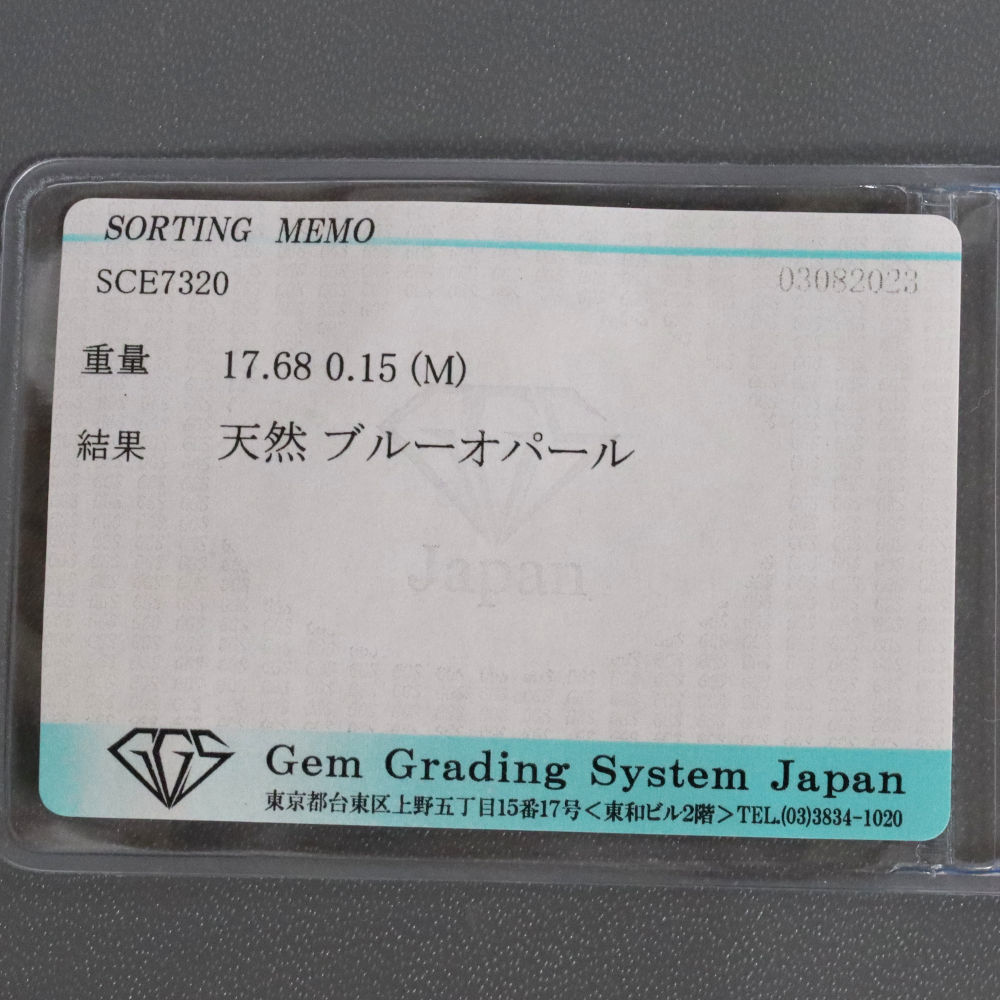 SORTING MEMO
SCE7320 03082023
重量 17.68 0.15 (M)
結果 天然 ブルーオパール
Japan
GGS Gem Grading System Japan
東京都台東区上野五丁目15番17号＜東和ビル2階＞TEL.(03)3834-1020